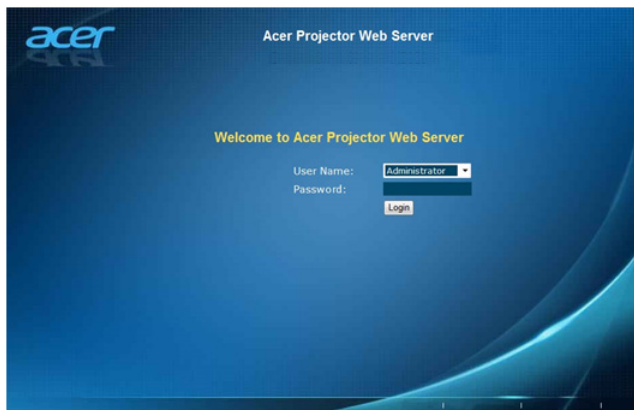 acer
Acer Projector Web Server
Welcome to Acer Projector Web Server
User Name: Administrator
Password:
Login